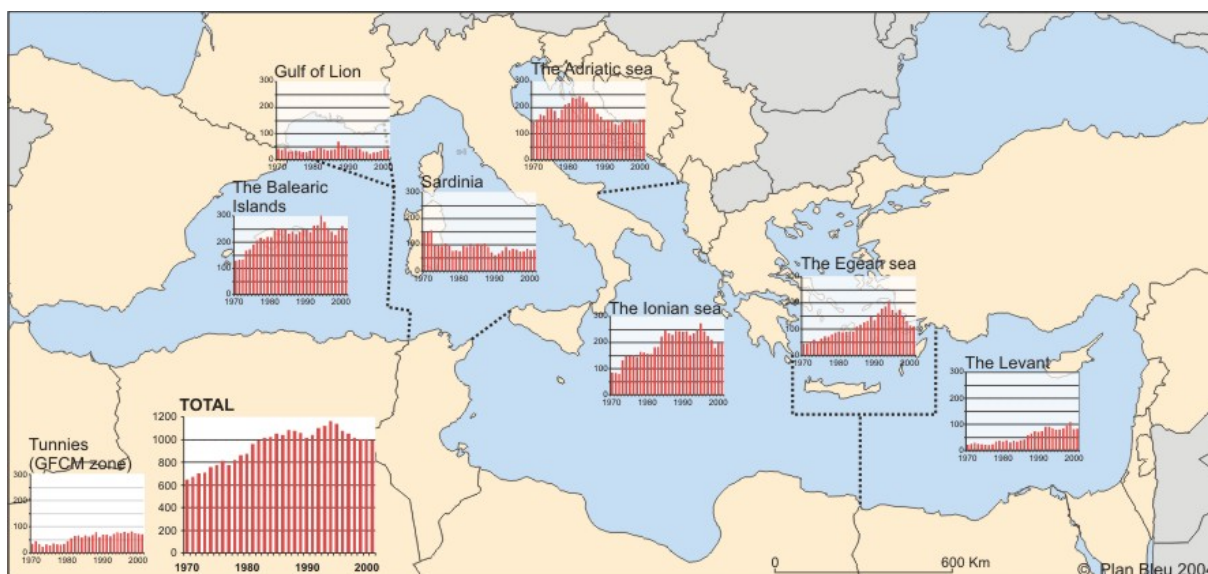 Gulf of Lion
300
200
100
0
1970 1980 1990 2000
The Adriatic sea
300
200
100
0
1970 1980 1990 2000
The Balearic
Islands
300
200
100
0
1970 1980 1990 2000
Sardinia
300
200
100
0
1970 1980 1990 2000
The Egean sea
300
200
100
0
1970 1980 1990 2000
The Ionian sea
300
200
100
0
1970 1980 1990 2000
The Levant
300
200
100
0
1970 1980 1990 2000
TOTAL
1200
1000
800
600
400
200
0
1970 1980 1990 2000
Tunnies
(GFCM zone)
300
200
100
0
1970 1980 1990 2000
0 600 Km
© Plan Bleu 2004